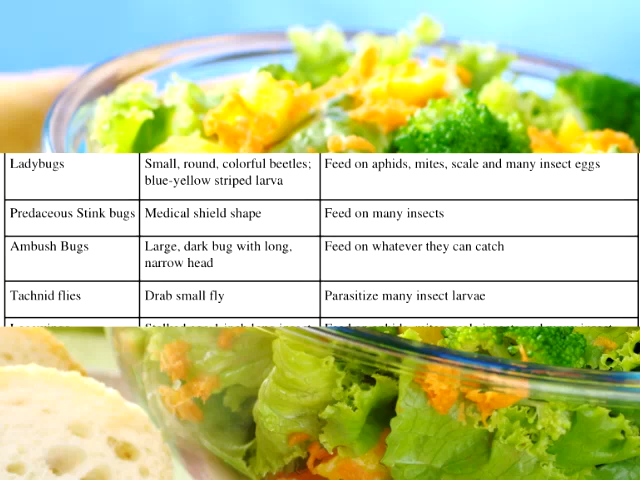 Ladybugs
Small, round, colorful beetles;
blue-yellow striped larva
Feed on aphids, mites, scale and many insect eggs
Predaceous Stink bugs
Medical shield shape
Feed on many insects
Ambush Bugs
Large, dark bug with long,
narrow head
Feed on whatever they can catch
Tachnid flies
Drab small fly
Parasitize many insect larvae